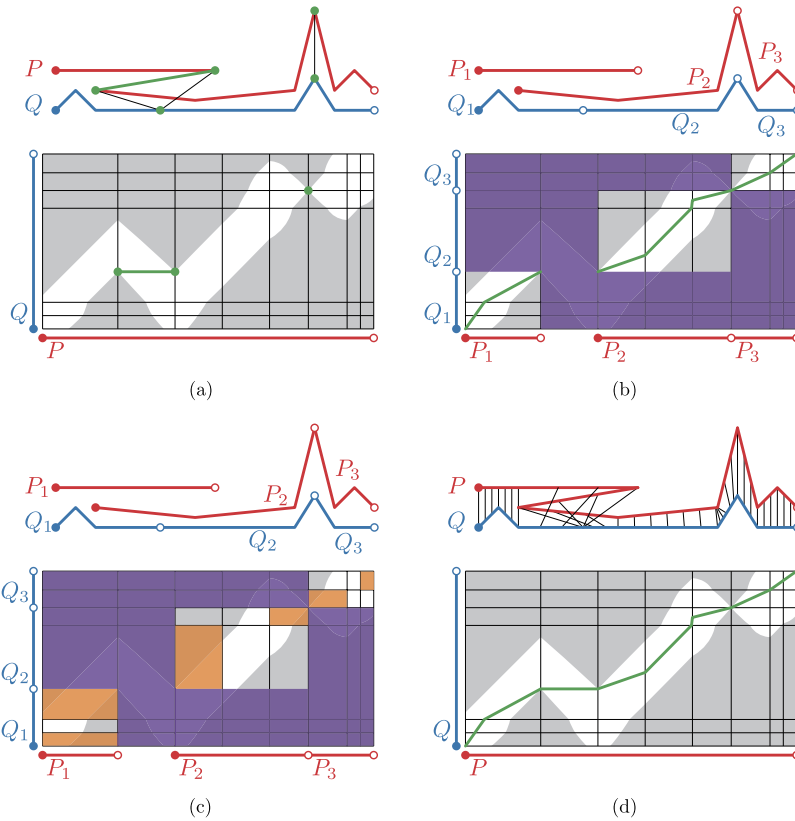 P
Q
Q
P
(a)
P₁
P₂
P₃
Q₁
Q₂
Q₃
Q₃
Q₂
Q₁
P₁
P₂
P₃
(b)
P₁
P₂
P₃
Q₁
Q₂
Q₃
Q₃
Q₂
Q₁
P₁
P₂
P₃
(c)
P
Q
Q
P
(d)